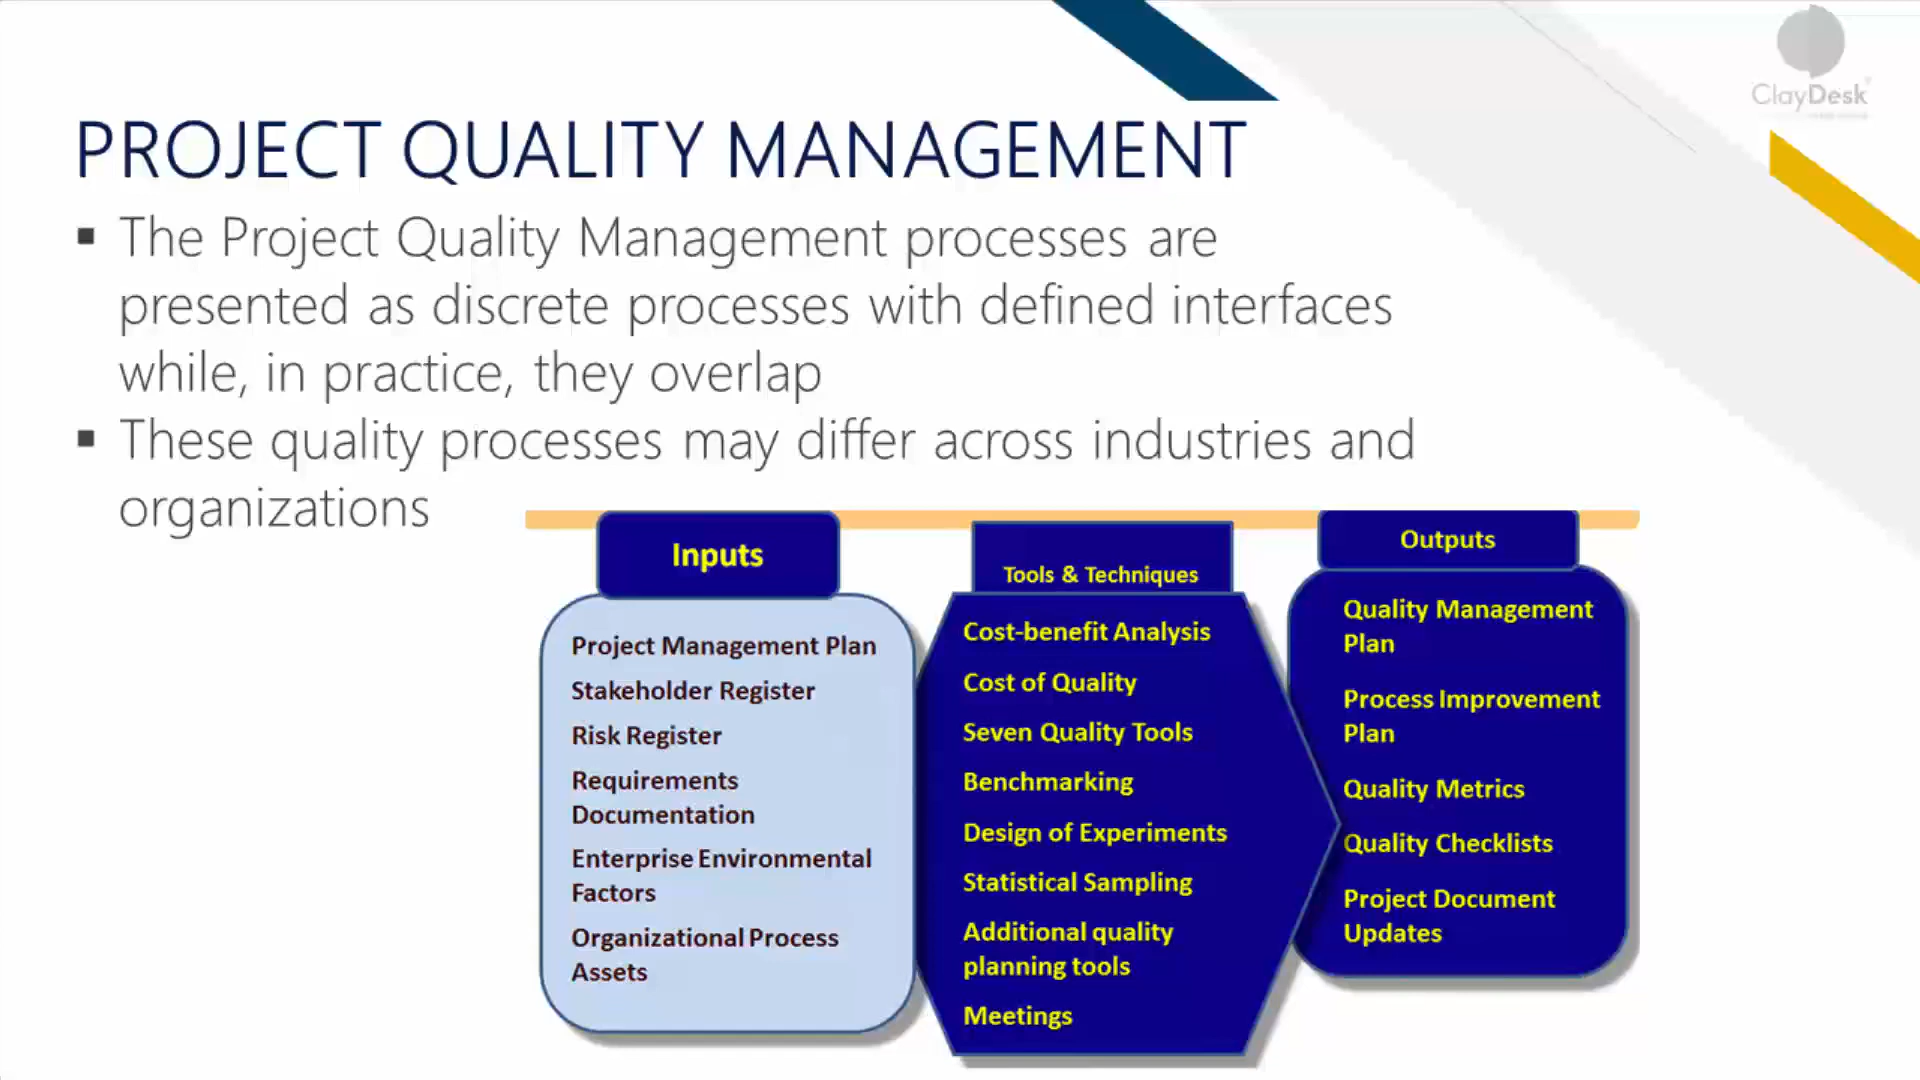 ClayDesk
PROJECT QUALITY MANAGEMENT
▪ The Project Quality Management processes are
presented as discrete processes with defined interfaces
while, in practice, they overlap
▪ These quality processes may differ across industries and
organizations
Inputs
Project Management Plan
Stakeholder Register
Risk Register
Requirements
Documentation
Enterprise Environmental
Factors
Organizational Process
Assets
Tools & Techniques
Cost-benefit Analysis
Cost of Quality
Seven Quality Tools
Benchmarking
Design of Experiments
Statistical Sampling
Additional quality
planning tools
Meetings
Outputs
Quality Management
Plan
Process Improvement
Plan
Quality Metrics
Quality Checklists
Project Document
Updates